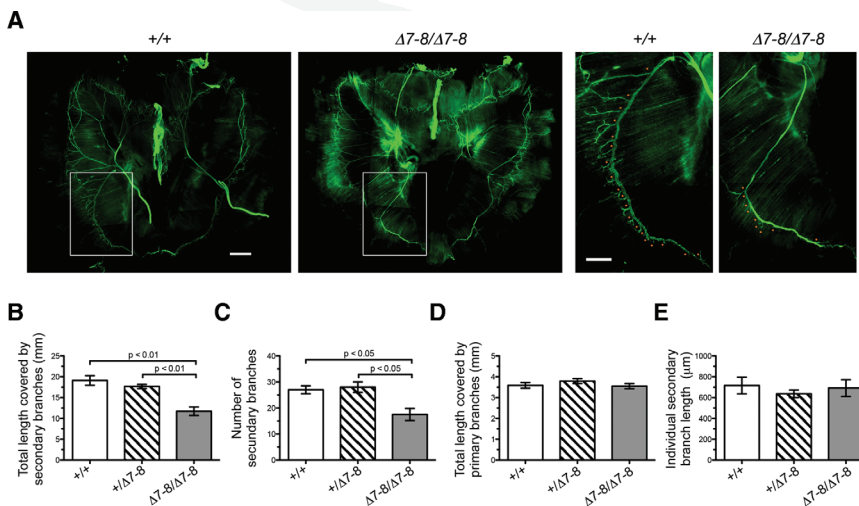 A
+/+
Δ7-8/Δ7-8
+/+
Δ7-8/Δ7-8
B
Total length covered by
secondary branches (mm)
25
20
15
10
5
0
p < 0.01
p < 0.01
+/+
+/Δ7-8
Δ7-8/Δ7-8
C
Number of
secundary branches
40
30
20
10
0
p < 0.05
p < 0.05
+/+
+/Δ7-8
Δ7-8/Δ7-8
D
Total length covered by
primary branches (mm)
5
4
3
2
1
0
+/+
+/Δ7-8
Δ7-8/Δ7-8
E
Individual secondary
branch length (μm)
1000
800
600
400
200
0
+/+
+/Δ7-8
Δ7-8/Δ7-8